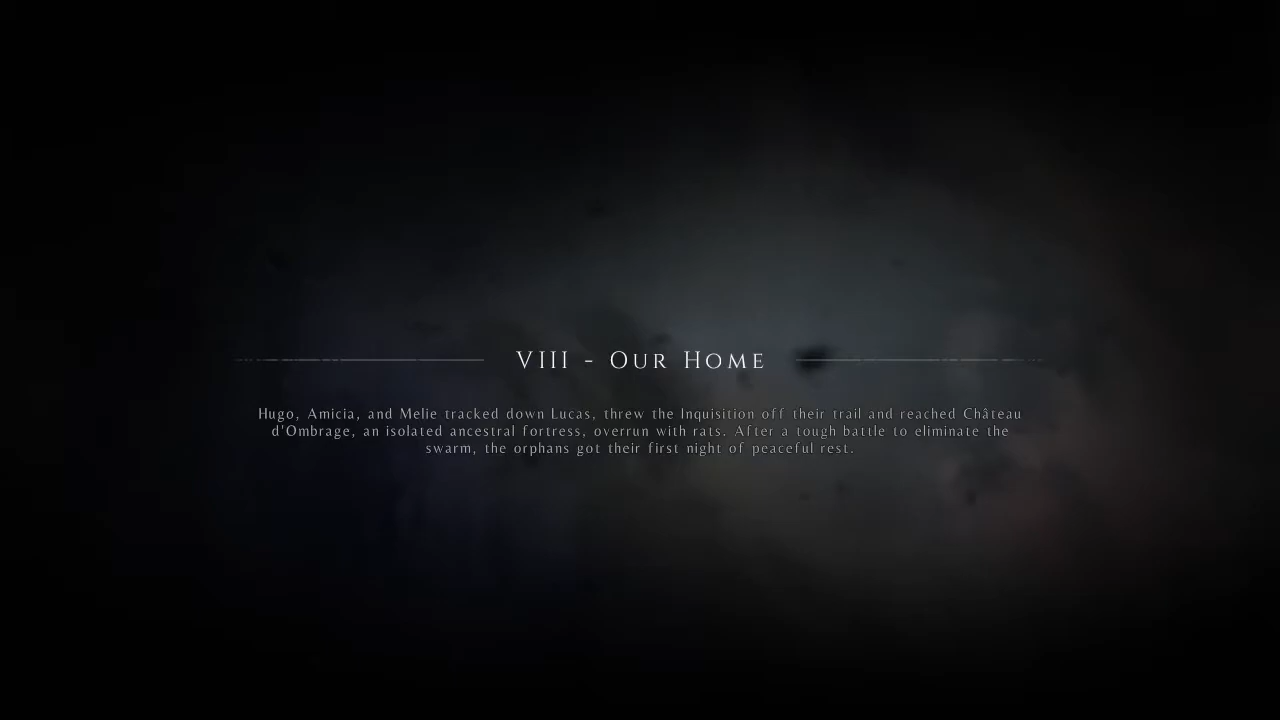 VIII - Our Home
Hugo, Amicia, and Melie tracked down Lucas, threw the Inquisition off their trail and reached Château
d'Ombrage, an isolated ancestral fortress, overrun with rats. After a tough battle to eliminate the
swarm, the orphans got their first night of peaceful rest.